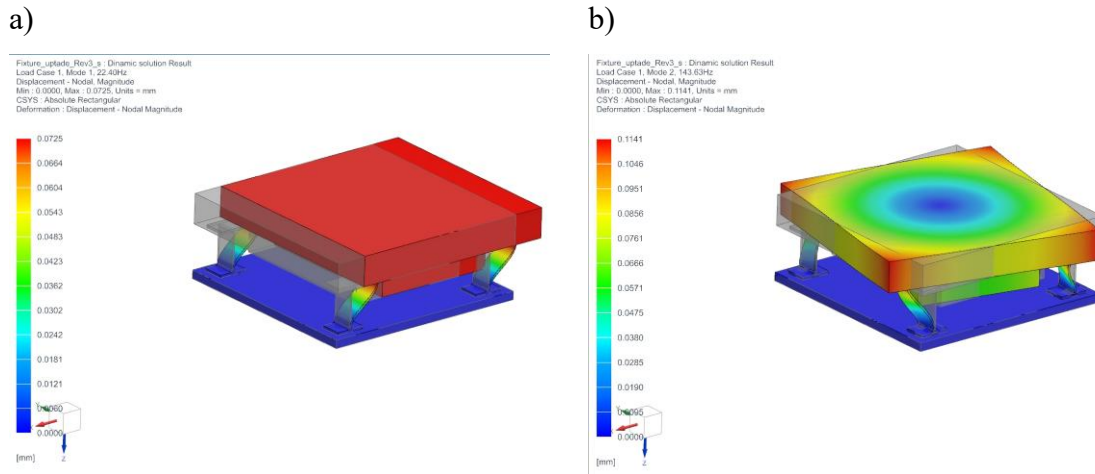 a)
Fixture_uptade_Rev3_s : Dinamic solution Result
Load Case 1, Mode 1, 22.40Hz
Displacement - Nodal, Magnitude
Min : 0.0000, Max : 0.0725, Units = mm
CSYS : Absolute Rectangular
Deformation : Displacement - Nodal Magnitude
0.0725
0.0664
0.0604
0.0543
0.0483
0.0423
0.0362
0.0302
0.0242
0.0181
0.0121
0.0060
0.0000
[mm]
Z
b)
Fixture_uptade_Rev3_s : Dinamic solution Result
Load Case 1, Mode 2, 143.63Hz
Displacement - Nodal, Magnitude
Min : 0.0000, Max : 0.1141, Units = mm
CSYS : Absolute Rectangular
Deformation : Displacement - Nodal Magnitude
0.1141
0.1046
0.0951
0.0856
0.0761
0.0666
0.0571
0.0475
0.0380
0.0285
0.0190
0.0095
0.0000
[mm]
Z